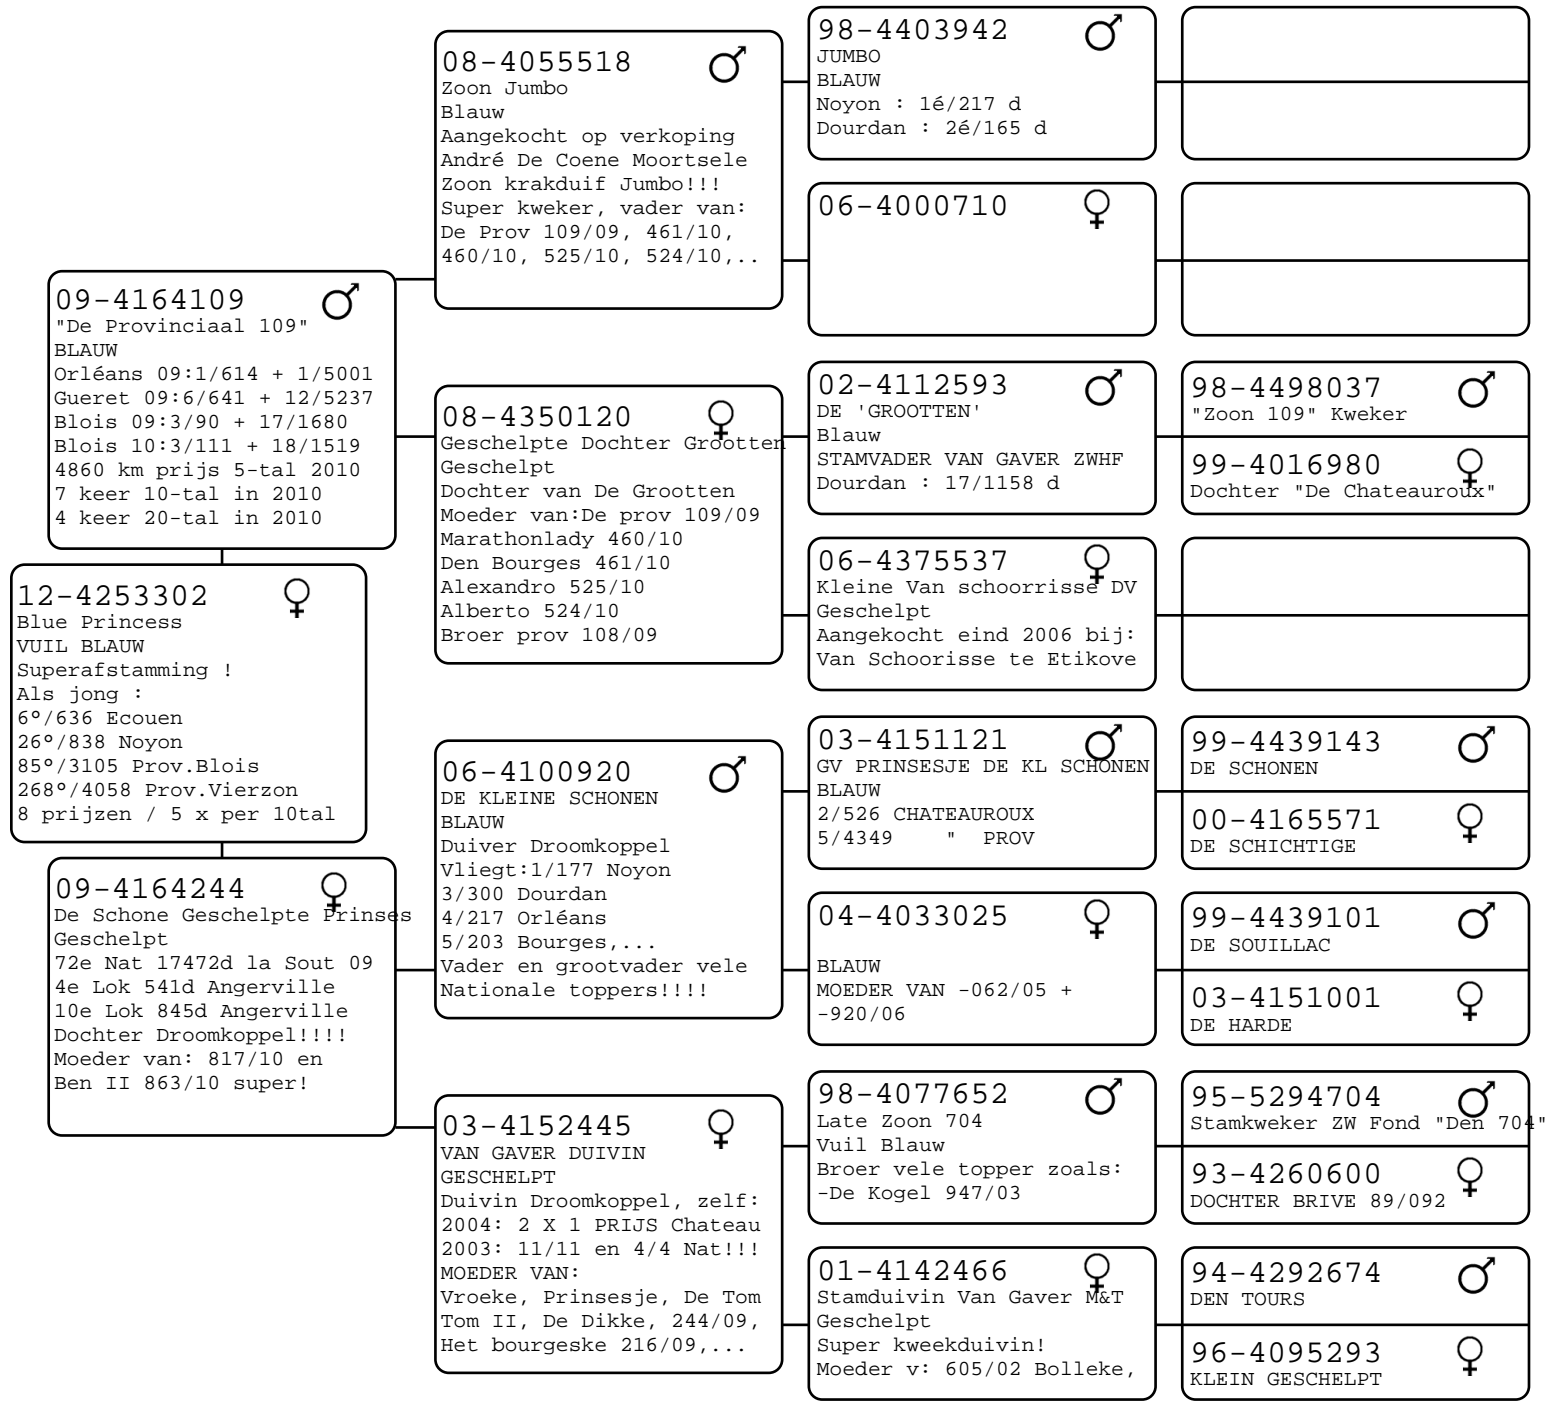 09-4164109
"De Provinciaal 109"
BLAUW
Orléans 09:1/614 + 1/5001
Gueret 09:6/641 + 12/5237
Blois 09:3/90 + 17/1680
Blois 10:3/111 + 18/1519
4860 km prijs 5-tal 2010
7 keer 10-tal in 2010
4 keer 20-tal in 2010
12-4253302
Blue Princess
VUIL BLAUW
Superafstamming !
Als jong :
6°/636 Ecouen
26°/838 Noyon
85°/3105 Prov.Blois
268°/4058 Prov.Vierzon
8 prijzen / 5 x per 10tal
09-4164244
De Schone Geschelpte Prinses
Geschelpt
72e Nat 17472d la Sout 09
4e Lok 541d Angerville
10e Lok 845d Angerville
Dochter Droomkoppel!!!!
Moeder van: 817/10 en
Ben II 863/10 super!
08-4055518
Zoon Jumbo
Blauw
Aangekocht op verkoping
André De Coene Moortsele
Zoon krakduif Jumbo!!!
Super kweker, vader van:
De Prov 109/09, 461/10,
460/10, 525/10, 524/10,..
08-4350120
Geschelpte Dochter Grootten
Geschelpt
Dochter van De Grootten
Moeder van:De prov 109/09
Marathonlady 460/10
Den Bourges 461/10
Alexandro 525/10
Alberto 524/10
Broer prov 108/09
06-4100920
DE KLEINE SCHONEN
BLAUW
Duiver Droomkoppel
Vliegt:1/177 Noyon
3/300 Dourdan
4/217 Orléans
5/203 Bourges,...
Vader en grootvader vele
Nationale toppers!!!!
03-4152445
VAN GAVER DUIVIN
GESCHELPT
Duivin Droomkoppel, zelf:
2004: 2 X 1 PRIJS Chateau
2003: 11/11 en 4/4 Nat!!!
MOEDER VAN:
Vroeke, Prinsesje, De Tom
Tom II, De Dikke, 244/09,
Het bourgeske 216/09,...
98-4403942
JUMBO
BLAUW
Noyon : 1é/217 d
Dourdan : 2é/165 d
06-4000710
02-4112593
DE 'GROOTTEN'
Blauw
STAMVADER VAN GAVER ZWHF
Dourdan : 17/1158 d
06-4375537
Kleine Van schoorrisse DV
Geschelpt
Aangekocht eind 2006 bij:
Van Schoorisse te Etikove
03-4151121
GV PRINSESJE DE KL SCHONEN
BLAUW
2/526 CHATEAUROUX
5/4349 " PROV
04-4033025
BLAUW
MOEDER VAN -062/05 +
-920/06
98-4077652
Late Zoon 704
Vuil Blauw
Broer vele topper zoals:
-De Kogel 947/03
01-4142466
Stamduivin Van Gaver M&T
Geschelpt
Super kweekduivin!
Moeder v: 605/02 Bolleke,
98-4498037
"Zoon 109" Kweker
99-4016980
Dochter "De Chateauroux"
99-4439143
DE SCHONEN
00-4165571
DE SCHICHTIGE
99-4439101
DE SOUILLAC
03-4151001
DE HARDE
95-5294704
Stamkweker ZW Fond "Den 704"
93-4260600
DOCHTER BRIVE 89/092
94-4292674
DEN TOURS
96-4095293
KLEIN GESCHELPT